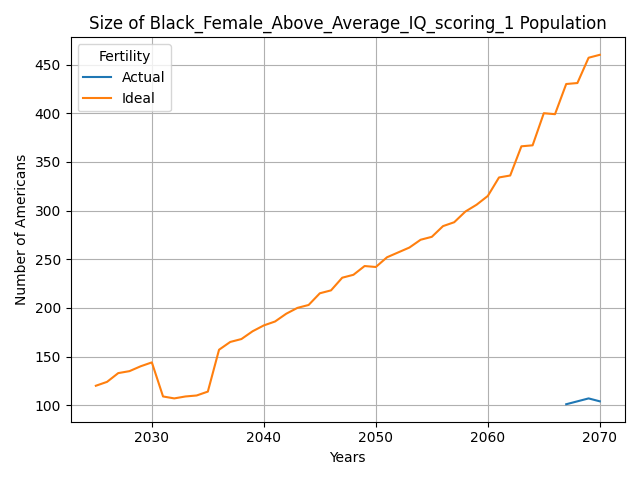 Size of Black_Female_Above_Average_IQ_scoring_1 Population
Fertility
Actual
Ideal
Number of Americans
450
400
350
300
250
200
150
100
2030 2040 2050 2060 2070
Years